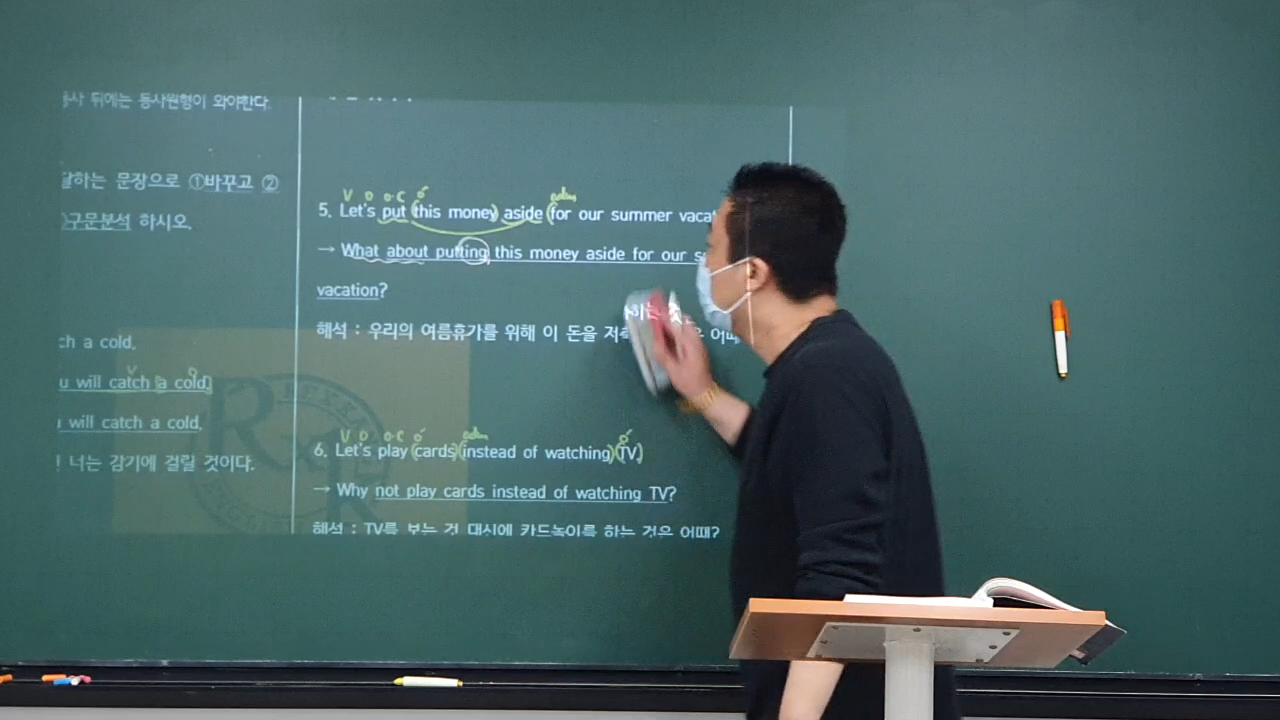 뒤에는 동사원형이 와야한다.
달하는 문장으로 ①바꾸고 ②
구문분석 하시오.
ch a cold.
u will catch a cold.
will catch a cold.
너는 감기에 걸릴 것이다.
V O O·C O
5. Let's put (this money) aside (for our summer
→ What about putting this money aside for our
vacation?
해석 : 우리의 여름휴가를 위해 이 돈을
V O O·C O O
6. Let's play (cards) (instead of watching) (TV.)
→ Why not play cards instead of watching TV?
해석 : TV를 보는 것 대신에 카드놀이를 하는 것은 어때?